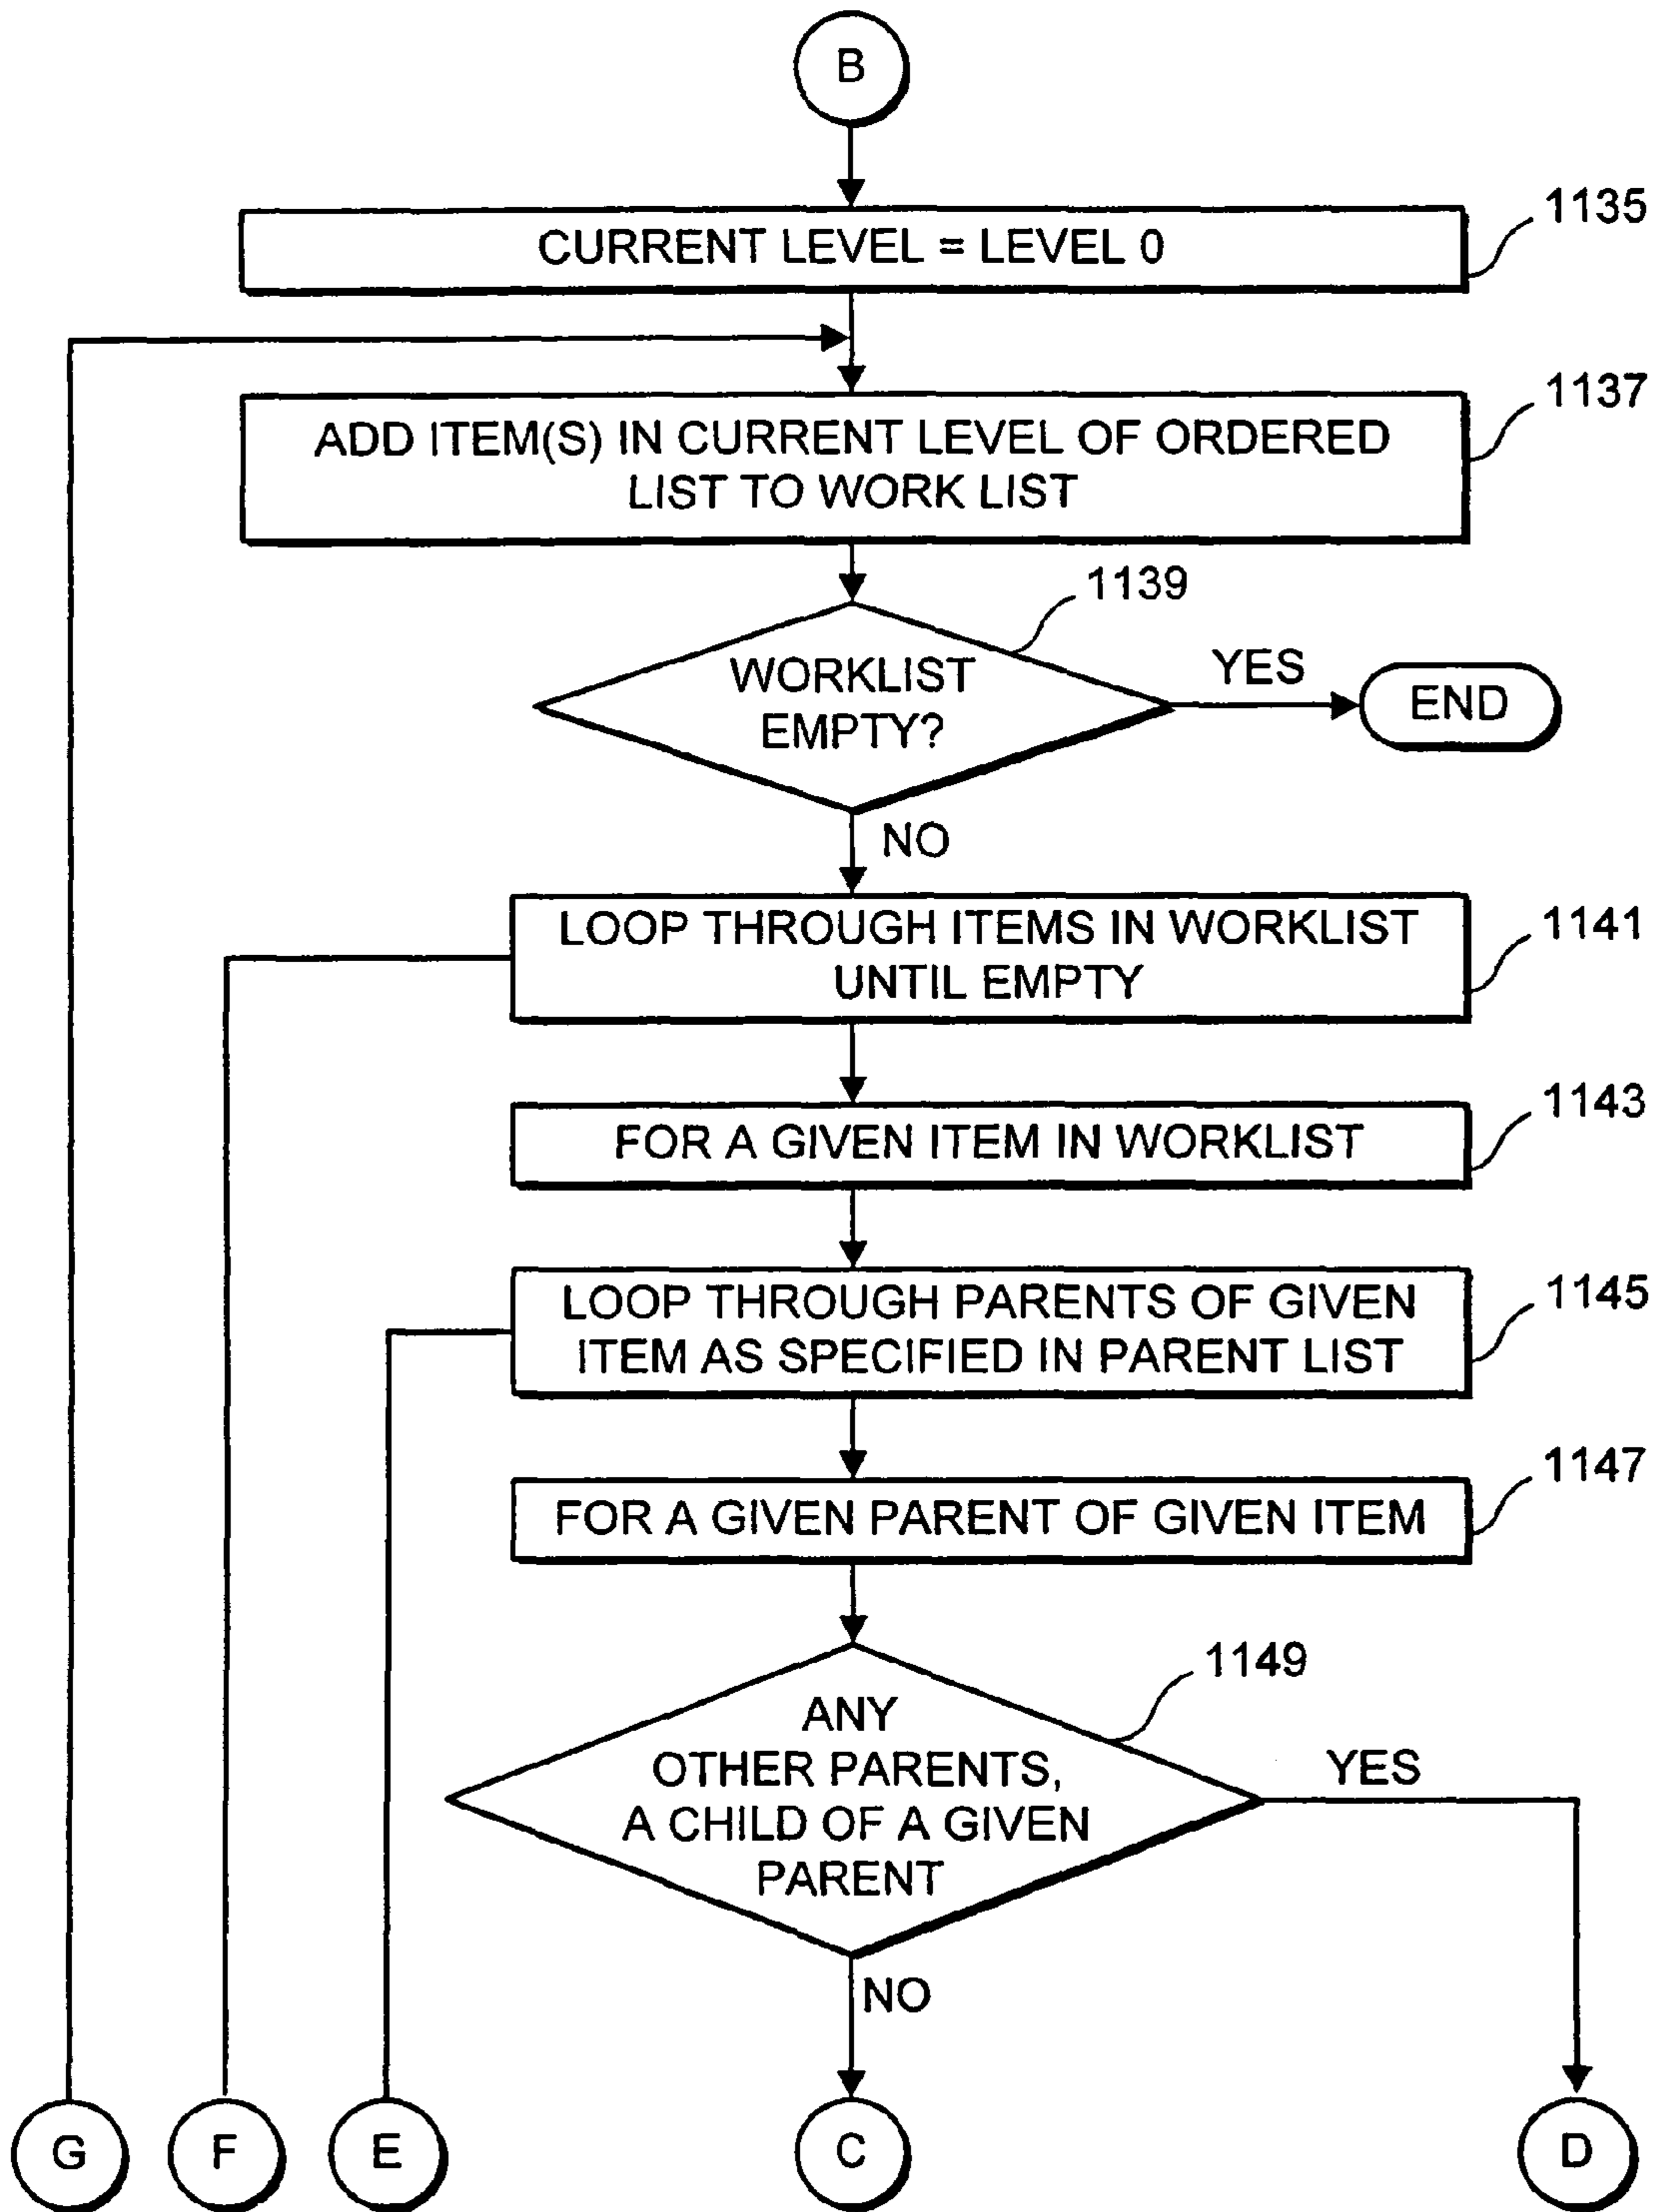 B
1135
CURRENT LEVEL = LEVEL 0
1137
ADD ITEM(S) IN CURRENT LEVEL OF ORDERED
LIST TO WORK LIST
1139
WORKLIST
EMPTY?
YES
END
NO
LOOP THROUGH ITEMS IN WORKLIST
UNTIL EMPTY
1141
1143
FOR A GIVEN ITEM IN WORKLIST
LOOP THROUGH PARENTS OF GIVEN
ITEM AS SPECIFIED IN PARENT LIST
1145
1147
FOR A GIVEN PARENT OF GIVEN ITEM
1149
ANY
OTHER PARENTS,
A CHILD OF A GIVEN
PARENT
YES
NO
G
F
E
C
D